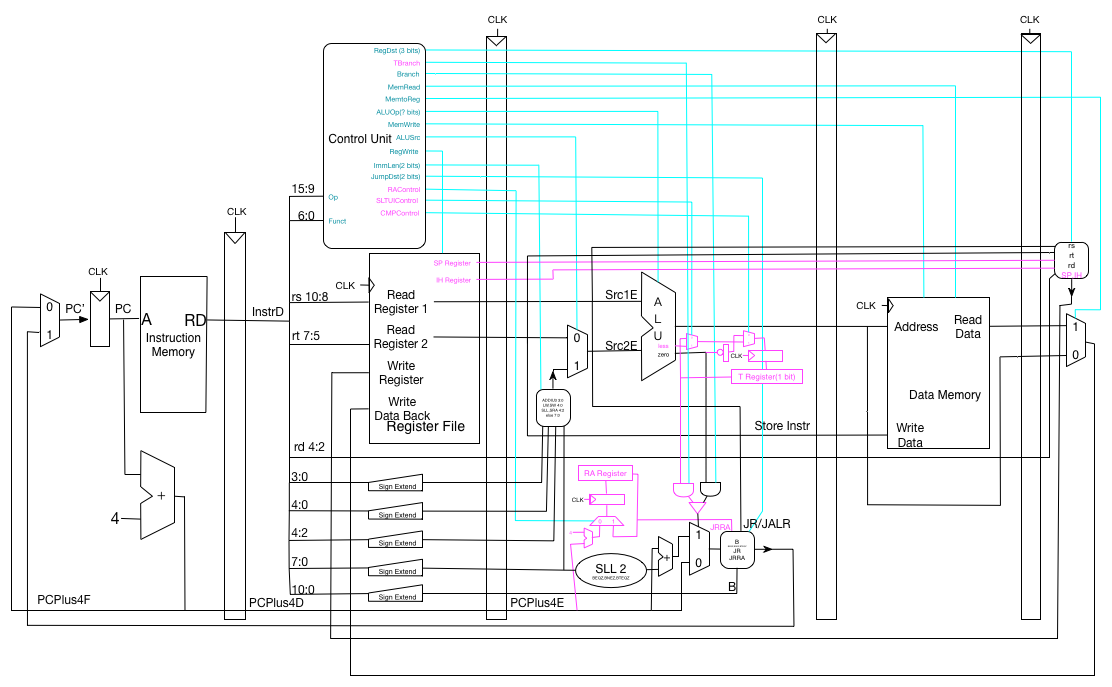 CLK
CLK
CLK
RegDst (3 bits)
TBranch
Branch
MemRead
MemtoReg
ALUOp(? bits)
MemWrite
Control Unit
ALUSrc
RegWrite
ImmLen(2 bits)
JumpDst(2 bits)
RAControl
SLTUIControl
CMPControl
15:9
Op
6:0
Funct
CLK
CLK
SP Register
IH Register
rs
rt
rd
SP IH
CLK
PC'
PC
0
1
A
RD
Instruction
Memory
InstrD
rs 10:8
rt 7:5
CLK
Read
Register 1
Read
Register 2
Write
Register
Write
Data Back
Register File
Src1E
Src2E
0
1
A
L
U
less
zero
CLK
T Register(1 bit)
CLK
Address
Read
Data
Data Memory
Write
Data
Store Instr
1
0
rd 4:2
3:0
Sign Extend
4:0
Sign Extend
4:2
Sign Extend
7:0
Sign Extend
10:0
Sign Extend
+
4
RA Register
CLK
0 1
SLL 2
BEQZ,BNEZ,BTEQZ
+
1
0
JRRA
JR/JALR
B
JR
JRRA
B
PCPlus4F
PCPlus4D
PCPlus4E